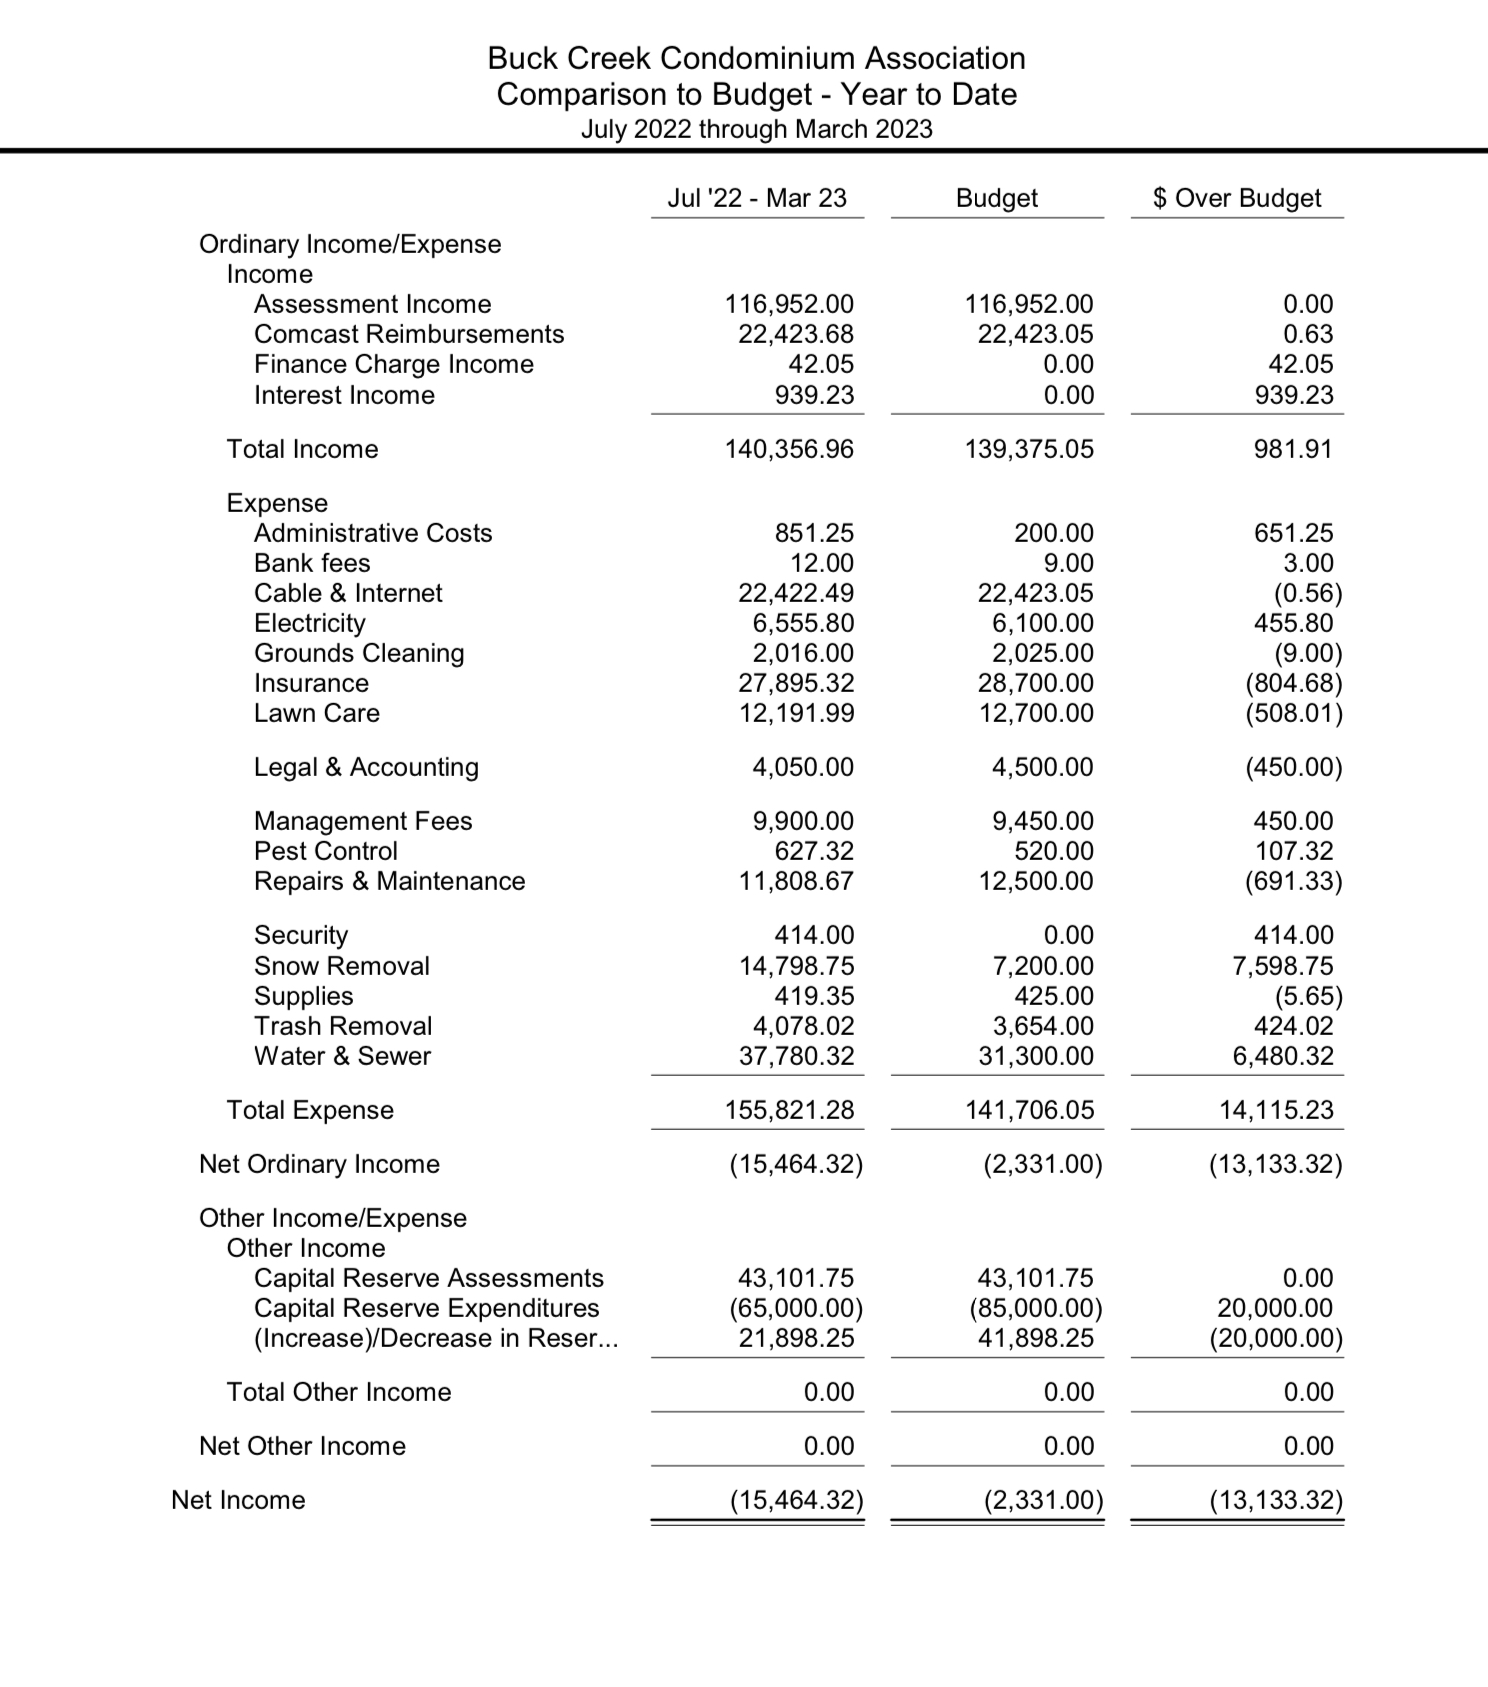 Buck Creek Condominium Association
Comparison to Budget - Year to Date
July 2022 through March 2023
Jul '22 - Mar 23 Budget $ Over Budget
Ordinary Income/Expense
Income
Assessment Income 116,952.00 116,952.00 0.00
Comcast Reimbursements 22,423.68 22,423.05 0.63
Finance Charge Income 42.05 0.00 42.05
Interest Income 939.23 0.00 939.23
Total Income 140,356.96 139,375.05 981.91
Expense
Administrative Costs 851.25 200.00 651.25
Bank fees 12.00 9.00 3.00
Cable & Internet 22,422.49 22,423.05 (0.56)
Electricity 6,555.80 6,100.00 455.80
Grounds Cleaning 2,016.00 2,025.00 (9.00)
Insurance 27,895.32 28,700.00 (804.68)
Lawn Care 12,191.99 12,700.00 (508.01)
Legal & Accounting 4,050.00 4,500.00 (450.00)
Management Fees 9,900.00 9,450.00 450.00
Pest Control 627.32 520.00 107.32
Repairs & Maintenance 11,808.67 12,500.00 (691.33)
Security 414.00 0.00 414.00
Snow Removal 14,798.75 7,200.00 7,598.75
Supplies 419.35 425.00 (5.65)
Trash Removal 4,078.02 3,654.00 424.02
Water & Sewer 37,780.32 31,300.00 6,480.32
Total Expense 155,821.28 141,706.05 14,115.23
Net Ordinary Income (15,464.32) (2,331.00) (13,133.32)
Other Income/Expense
Other Income
Capital Reserve Assessments 43,101.75 43,101.75 0.00
Capital Reserve Expenditures (65,000.00) (85,000.00) 20,000.00
(Increase)/Decrease in Reser... 21,898.25 41,898.25 (20,000.00)
Total Other Income 0.00 0.00 0.00
Net Other Income 0.00 0.00 0.00
Net Income (15,464.32) (2,331.00) (13,133.32)